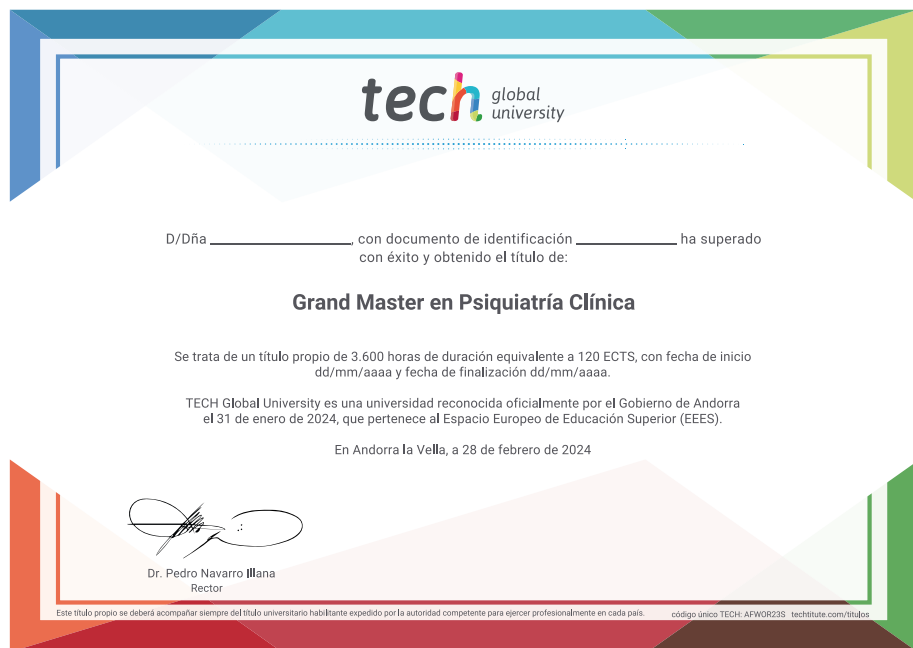 tech global university
D/Dña ____________________, con documento de identificación ______________ ha superado
con éxito y obtenido el título de:
Grand Master en Psiquiatría Clínica
Se trata de un título propio de 3.600 horas de duración equivalente a 120 ECTS, con fecha de inicio
dd/mm/aaaa y fecha de finalización dd/mm/aaaa.
TECH Global University es una universidad reconocida oficialmente por el Gobierno de Andorra
el 31 de enero de 2024, que pertenece al Espacio Europeo de Educación Superior (EEES).
En Andorra la Vella, a 28 de febrero de 2024
Dr. Pedro Navarro Illana
Rector
Este título propio se deberá acompañar siempre del título universitario habilitante expedido por la autoridad competente para ejercer profesionalmente en cada país. código único TECH: AFWOR23S techtitute.com/titulos